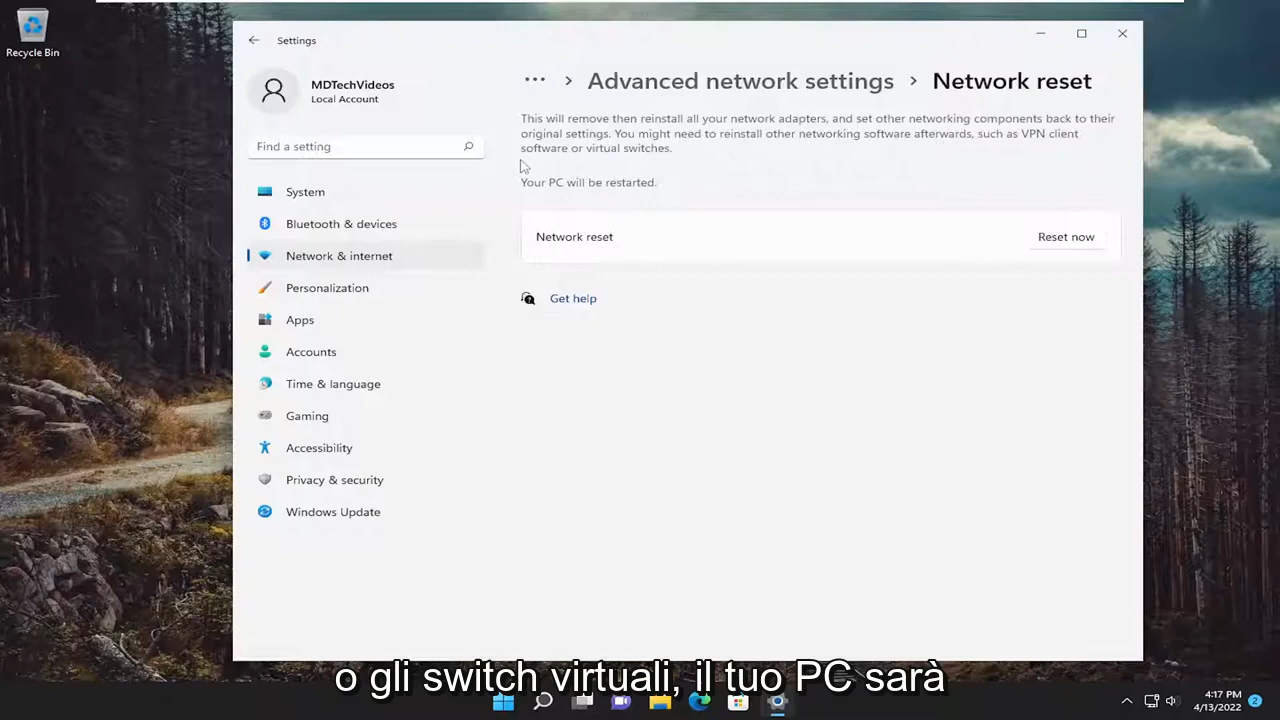 Recycle Bin
Settings
MDTechVideos
Local Account
Find a setting
System
Bluetooth & devices
Network & internet
Personalization
Apps
Accounts
Time & language
Gaming
Accessibility
Privacy & security
Windows Update
... > Advanced network settings > Network reset
This will remove then reinstall all your network adapters, and set other networking components back to their
original settings. You might need to reinstall other networking software afterwards, such as VPN client
software or virtual switches.
Your PC will be restarted.
Network reset
Reset now
Get help
o gli switch virtuali, il tuo PC sarà
4:17 PM
4/13/2022
2